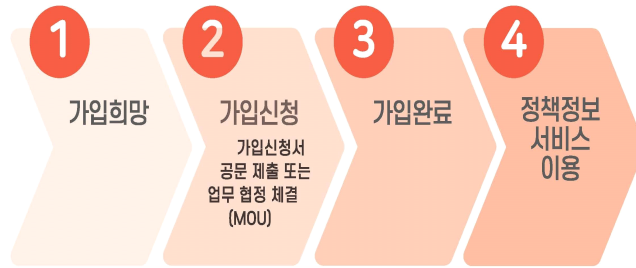 1
가입희망
2
가입신청
가입신청서
공문 제출 또는
업무 협정 체결
(MOU)
3
가입완료
4
정책정보
서비스
이용